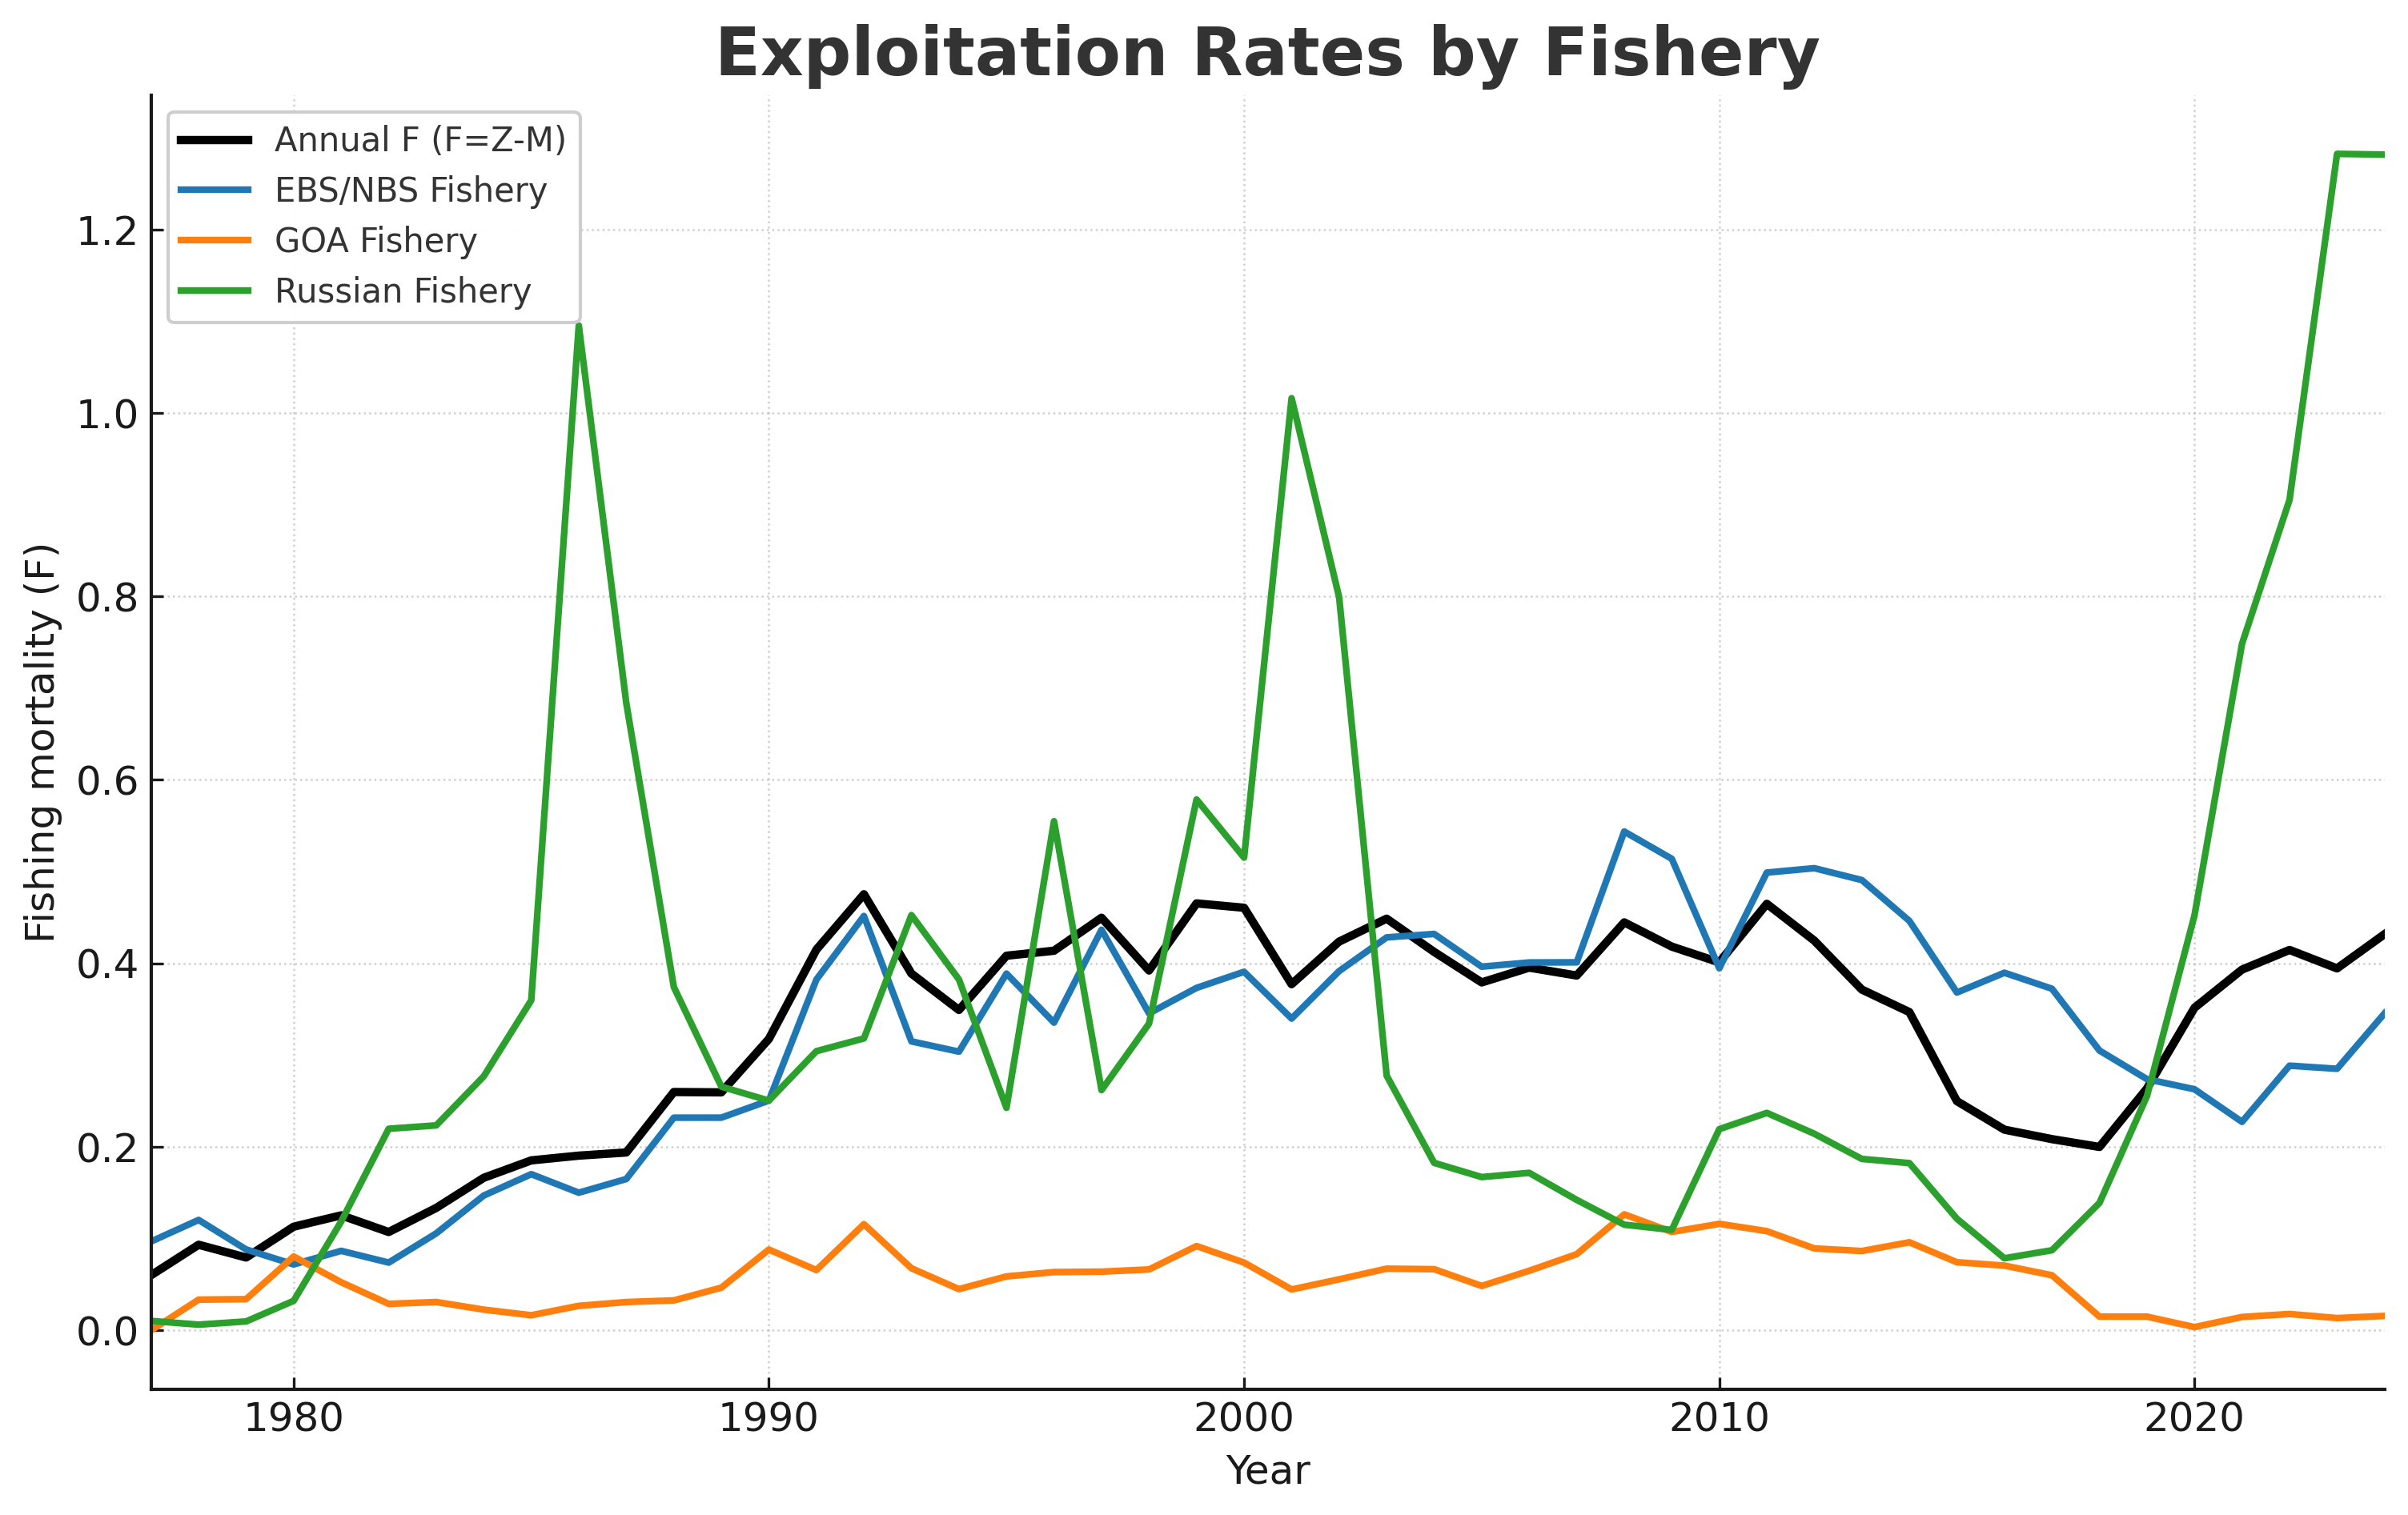 Exploitation Rates by Fishery
Annual F (F=Z-M)
EBS/NBS Fishery
GOA Fishery
Russian Fishery
Fishing mortality (F)
1.2
1.0
0.8
0.6
0.4
0.2
0.0
1980 1990 2000 2010 2020
Year